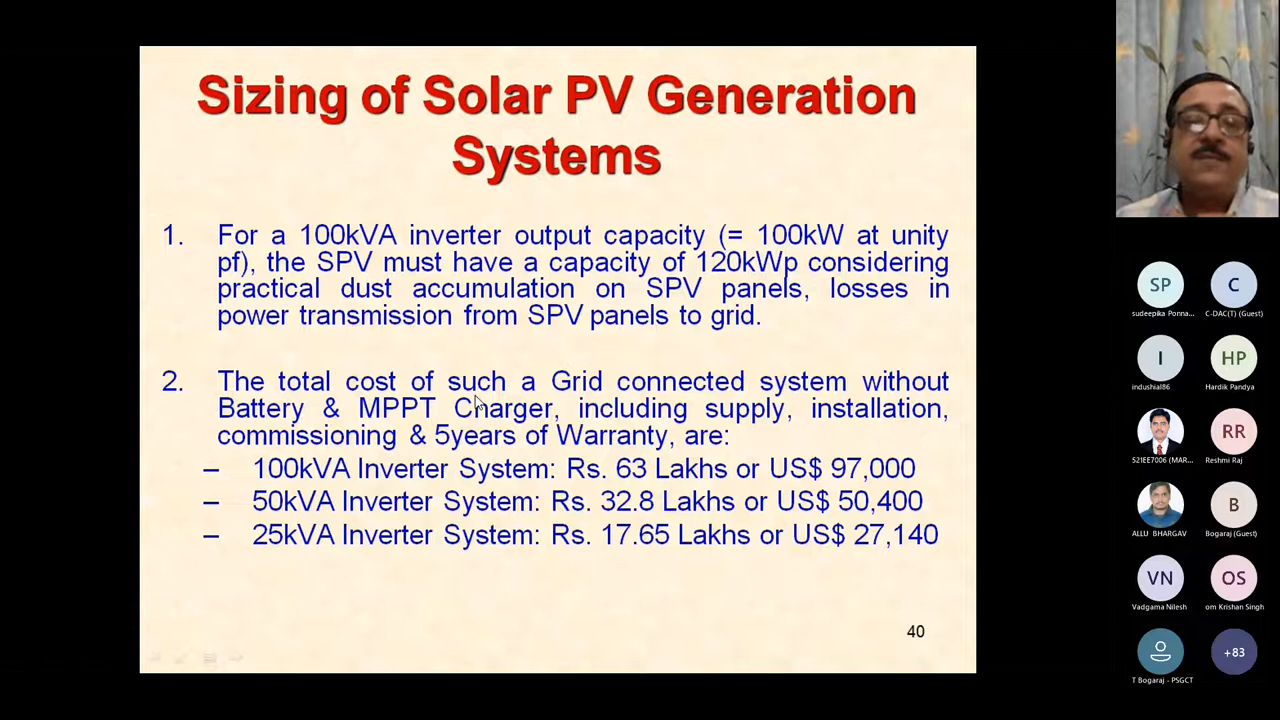 Sizing of Solar PV Generation
Systems
1. For a 100kVA inverter output capacity (= 100kW at unity
pf), the SPV must have a capacity of 120kWp considering
practical dust accumulation on SPV panels, losses in
power transmission from SPV panels to grid.
2. The total cost of such a Grid connected system without
Battery & MPPT Charger, including supply, installation,
commissioning & 5years of Warranty, are:
– 100kVA Inverter System: Rs. 63 Lakhs or US$ 97,000
– 50kVA Inverter System: Rs. 32.8 Lakhs or US$ 50,400
– 25kVA Inverter System: Rs. 17.65 Lakhs or US$ 27,140
40
SP C
sudeepika Ponna... C-DAC(T) (Guest)
I HP
indushial86 Hardik Pandya
RR
S21EE7006 (MAR... Reshmi Raj
B
ALLU BHARGAV Bogaraj (Guest)
VN OS
Vadgama Nilesh om Krishan Singh
+83
T Bogaraj - PSGCT